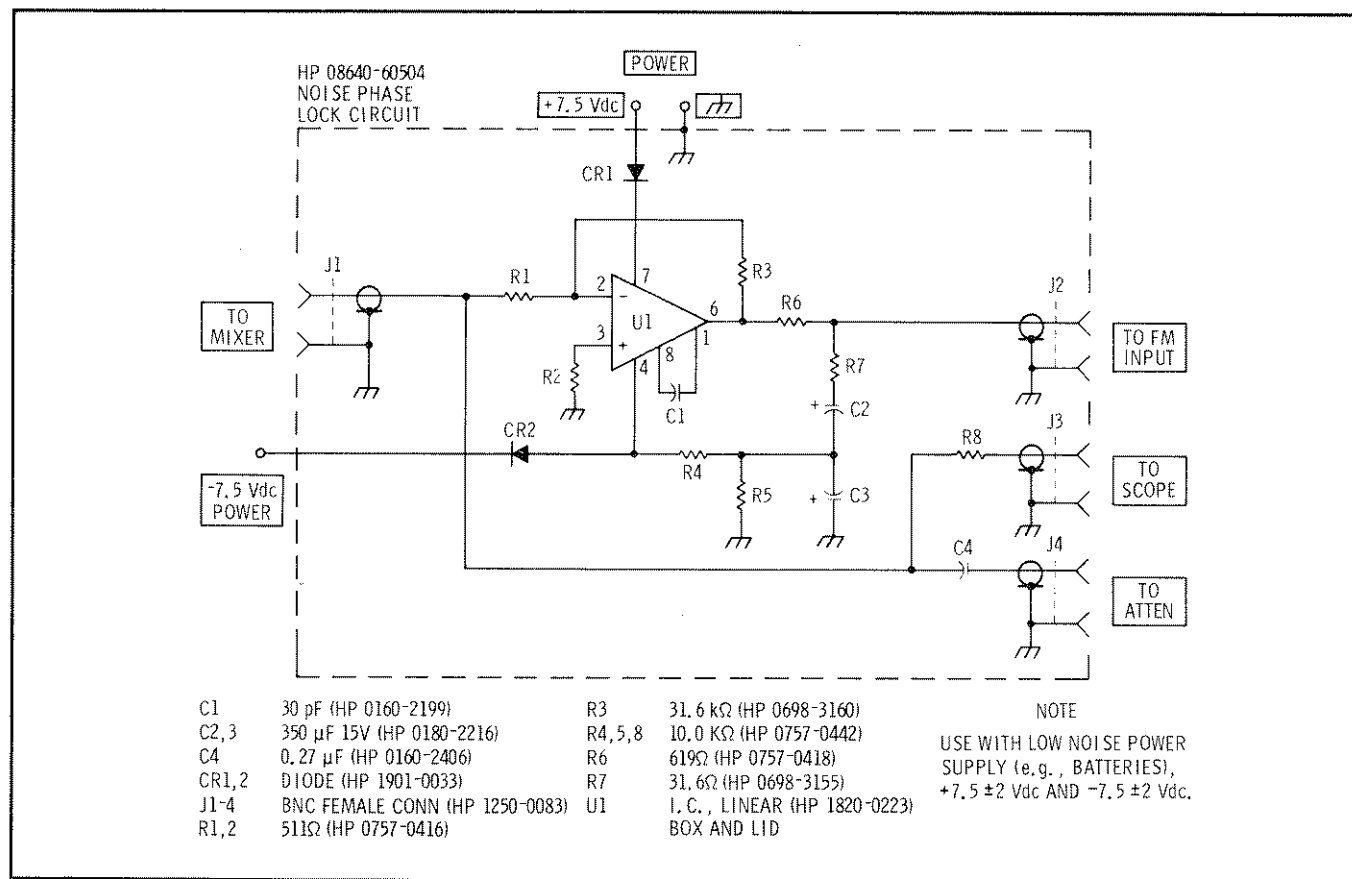 HP 08640-60504
NOISE PHASE
LOCK CIRCUIT
POWER
+7.5 Vdc
CR1
J1
R1
2
7
R3
6
R6
J2
TO
MIXER
U1
3
8
1
4
R2
C1
R7
C2
+
TO FM
INPUT
CR2
R4
R5
+
C3
R8
J3
TO
SCOPE
-7.5 Vdc
POWER
C4
J4
TO
ATTEN
C1 30 pF (HP 0160-2199)
C2,3 350 µF 15V (HP 0180-2216)
C4 0.27 µF (HP 0160-2406)
CR1,2 DIODE (HP 1901-0033)
J1-4 BNC FEMALE CONN (HP 1250-0083)
R1,2 511Ω (HP 0757-0416)
R3 31.6 kΩ (HP 0698-3160)
R4,5,8 10.0 KΩ (HP 0757-0442)
R6 619Ω (HP 0757-0418)
R7 31.6Ω (HP 0698-3155)
U1 I.C., LINEAR (HP 1820-0223)
BOX AND LID
NOTE
USE WITH LOW NOISE POWER
SUPPLY (e.g., BATTERIES),
+7.5 ±2 Vdc AND -7.5 ±2 Vdc.